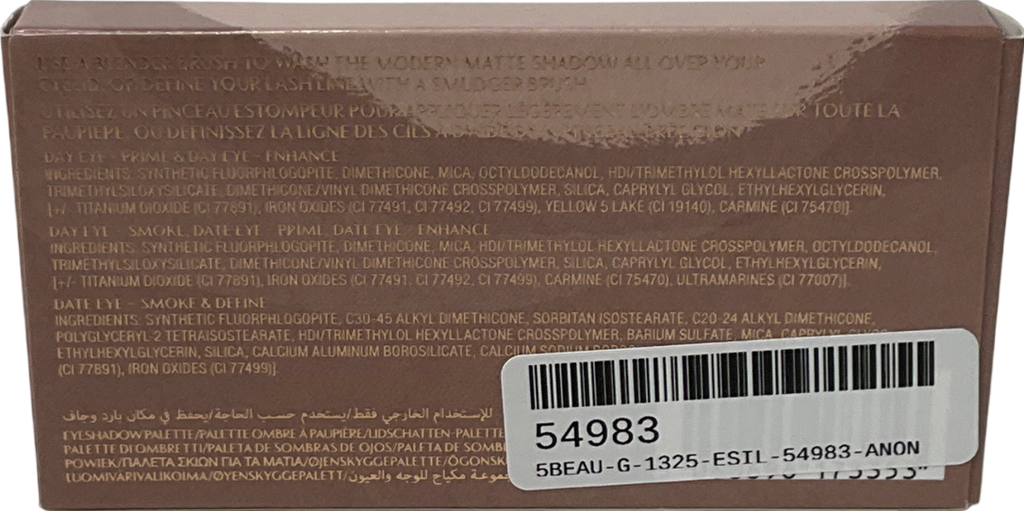 USE A BLENDER BRUSH TO WASH THE MODERN MATTE SHADOW ALL OVER YOUR
EYELID, OR DEFINE YOUR LASH LINE WITH A SMUDGER BRUSH.
UTILISEZ UN PINCEAU ESTOMPEUR POUR APPLIQUER LÉGÈREMENT L'OMBRE MATE SUR TOUTE LA
PAUPIÈRE, OU DÉFINISSEZ LA LIGNE DES CILS
DAY EYE - PRIME & DAY EYE - ENHANCE
INGREDIENTS: SYNTHETIC FLUORPHLOGOPITE, DIMETHICONE, MICA, OCTYLDODECANOL, HDI/TRIMETHYLOL HEXYLLACTONE CROSSPOLYMER,
TRIMETHYLSILOXYSILICATE, DIMETHICONE/VINYL DIMETHICONE CROSSPOLYMER, SILICA, CAPRYLYL GLYCOL, ETHYLHEXYLGLYCERIN,
[+/- TITANIUM DIOXIDE (CI 77891), IRON OXIDES (CI 77491, CI 77492, CI 77499), YELLOW 5 LAKE (CI 19140), CARMINE (CI 75470)].
DAY EYE - SMOKE, DATE EYE - PRIME, DATE EYE - ENHANCE
INGREDIENTS: SYNTHETIC FLUORPHLOGOPITE, DIMETHICONE, MICA, HDI/TRIMETHYLOL HEXYLLACTONE CROSSPOLYMER, OCTYLDODECANOL,
TRIMETHYLSILOXYSILICATE, DIMETHICONE/VINYL DIMETHICONE CROSSPOLYMER, SILICA, CAPRYLYL GLYCOL, ETHYLHEXYLGLYCERIN,
[+/- TITANIUM DIOXIDE (CI 77891), IRON OXIDES (CI 77491, CI 77492, CI 77499), CARMINE (CI 75470), ULTRAMARINES (CI 77007)].
DATE EYE - SMOKE & DEFINE
INGREDIENTS: SYNTHETIC FLUORPHLOGOPITE, C30-45 ALKYL DIMETHICONE, SORBITAN ISOSTEARATE, C20-24 ALKYL DIMETHICONE,
POLYGLYCERYL-2 TETRAISOSTEARATE, HDI/TRIMETHYLOL HEXYLLACTONE CROSSPOLYMER, BARIUM SULFATE, MICA, CAPRYLYL
ETHYLHEXYLGLYCERIN, SILICA, CALCIUM ALUMINUM BOROSILICATE, CALCIUM SODIUM
(CI 77891), IRON OXIDES (CI 77499)].
للإستخدام الخارجي فقط/يستخدم حسب الحاجة/يحفظ في مكان بارد وجاف
EYESHADOW PALETTE/PALETTE OMBRE À PAUPIÈRE/LIDSCHATTEN-PALETTE
PALETTE DI OMBRETTI/PALETA DE SOMBRAS DE OJOS/PALETA DE SOMB
POWIEK/ΠΑΛΕΤΑ ΣΚΙΩΝ ΓΙΑ ΤΑ ΜΑΤΙΑ/ØJENSKYGGEPALETTE/ÖGONSK
LUOMIVÄRIVALIKOIMA/ØYENSKYGGEPALETT/مجموعة مكياج للوجه والعيون
54983
5BEAU-G-1325-ESIL-54983-ANON